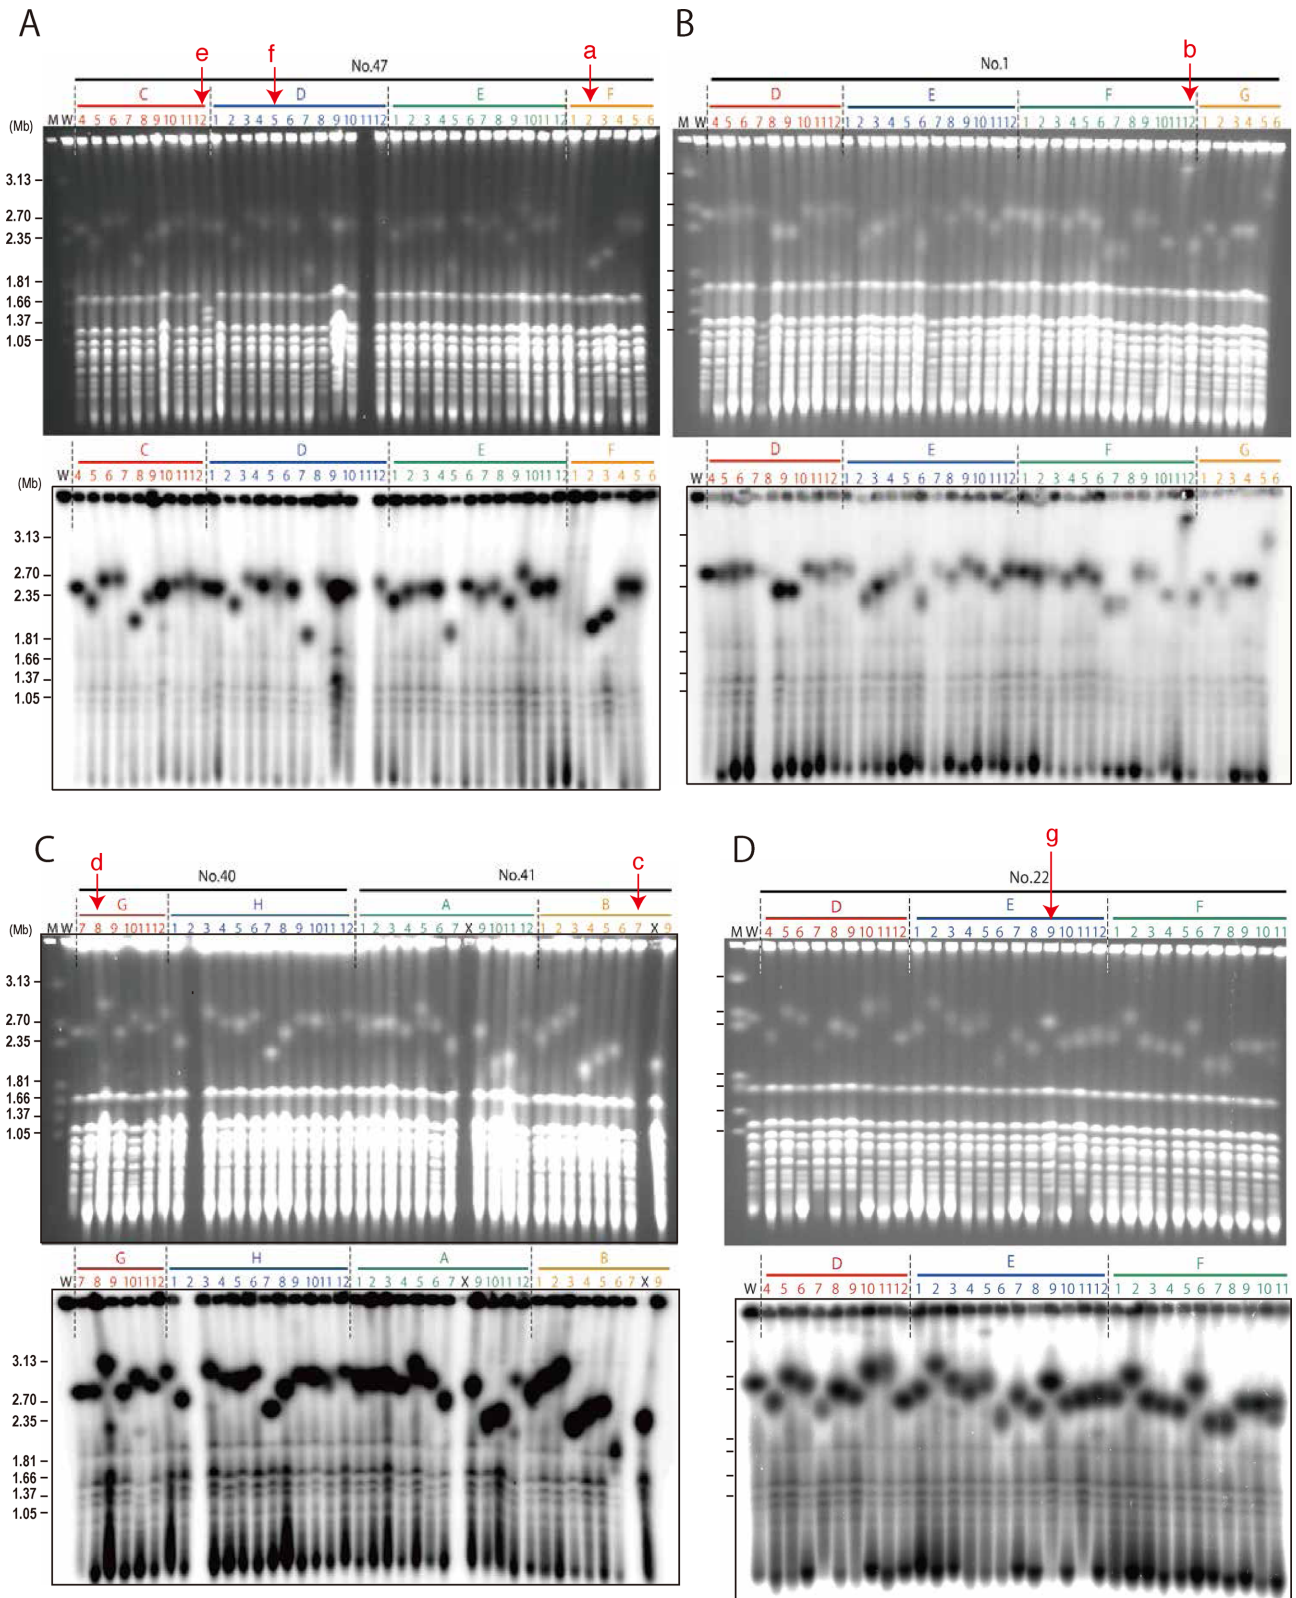 A
e
f
a
No.47
C
D
E
F
M W 4 5 6 7 8 9 10 11 12 1 2 3 4 5 6 7 8 9 10 11 12 1 2 3 4 5 6 7 8 9 10 11 12 1 2 3 4 5 6
(Mb)
3.13
2.70
2.35
1.81
1.66
1.37
1.05
C
D
E
F
W 4 5 6 7 8 9 10 11 12 1 2 3 4 5 6 7 8 9 10 11 12 1 2 3 4 5 6 7 8 9 10 11 12 1 2 3 4 5 6
(Mb)
3.13
2.70
2.35
1.81
1.66
1.37
1.05
B
b
No.1
D
E
F
G
M W 4 5 6 7 8 9 10 11 12 1 2 3 4 5 6 7 8 9 10 11 12 1 2 3 4 5 6 7 8 9 10 11 12 1 2 3 4 5 6
D
E
F
G
W 4 5 6 7 8 9 10 11 12 1 2 3 4 5 6 7 8 9 10 11 12 1 2 3 4 5 6 7 8 9 10 11 12 1 2 3 4 5 6
C
d
c
No.40
No.41
G
H
A
B
(Mb)
M W 7 8 9 10 11 12 1 2 3 4 5 6 7 8 9 10 11 12 1 2 3 4 5 6 7 X 9 10 11 12 1 2 3 4 5 6 7 X 9
3.13
2.70
2.35
1.81
1.66
1.37
1.05
G
H
A
B
W 7 8 9 10 11 12 1 2 3 4 5 6 7 8 9 10 11 12 1 2 3 4 5 6 7 X 9 10 11 12 1 2 3 4 5 6 7 X 9
3.13
2.70
2.35
1.81
1.66
1.37
1.05
D
g
No.22
D
E
F
M W 4 5 6 7 8 9 10 11 12 1 2 3 4 5 6 7 8 9 10 11 12 1 2 3 4 5 6 7 8 9 10 11
D
E
F
W 4 5 6 7 8 9 10 11 12 1 2 3 4 5 6 7 8 9 10 11 12 1 2 3 4 5 6 7 8 9 10 11